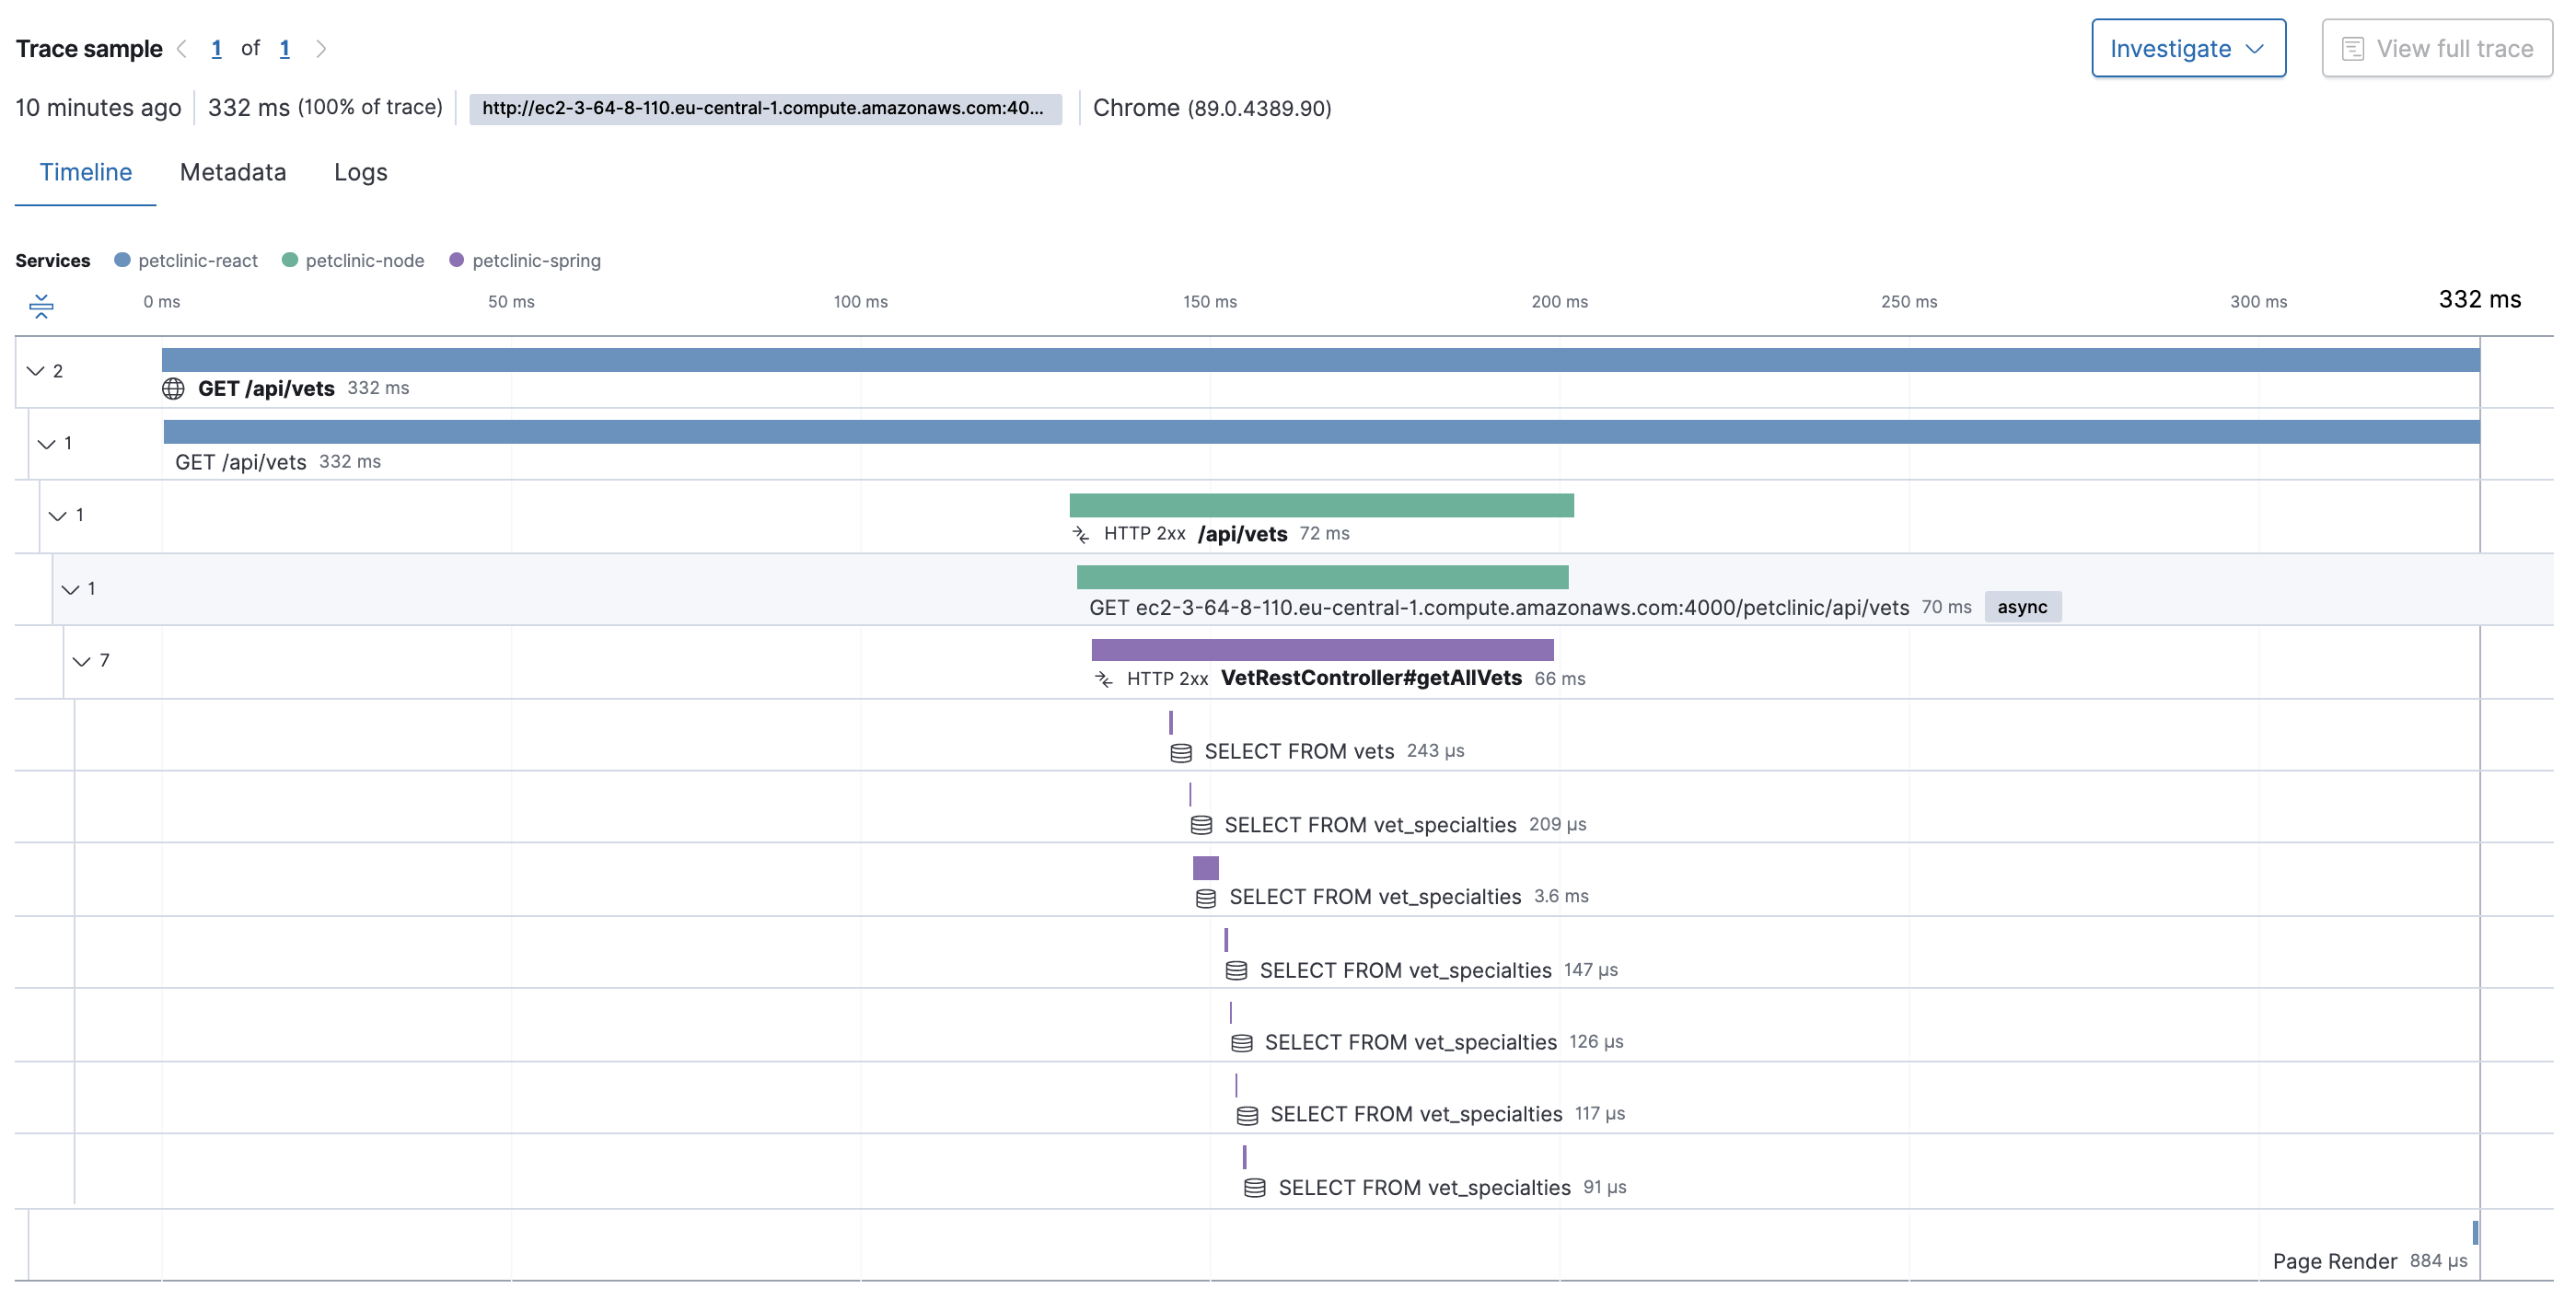 Trace sample 1 of 1 Investigate View full trace
10 minutes ago 332 ms (100% of trace) http://ec2-3-64-8-110.eu-central-1.compute.amazonaws.com:40... Chrome (89.0.4389.90)
Timeline Metadata Logs
Services petclinic-react petclinic-node petclinic-spring
0 ms 50 ms 100 ms 150 ms 200 ms 250 ms 300 ms 332 ms
2
GET /api/vets 332 ms
1
GET /api/vets 332 ms
1
HTTP 2xx /api/vets 72 ms
1
GET ec2-3-64-8-110.eu-central-1.compute.amazonaws.com:4000/petclinic/api/vets 70 ms async
7
HTTP 2xx VetRestController#getAllVets 66 ms
SELECT FROM vets 243 μs
SELECT FROM vet_specialties 209 μs
SELECT FROM vet_specialties 3.6 ms
SELECT FROM vet_specialties 147 μs
SELECT FROM vet_specialties 126 μs
SELECT FROM vet_specialties 117 μs
SELECT FROM vet_specialties 91 μs
Page Render 884 μs